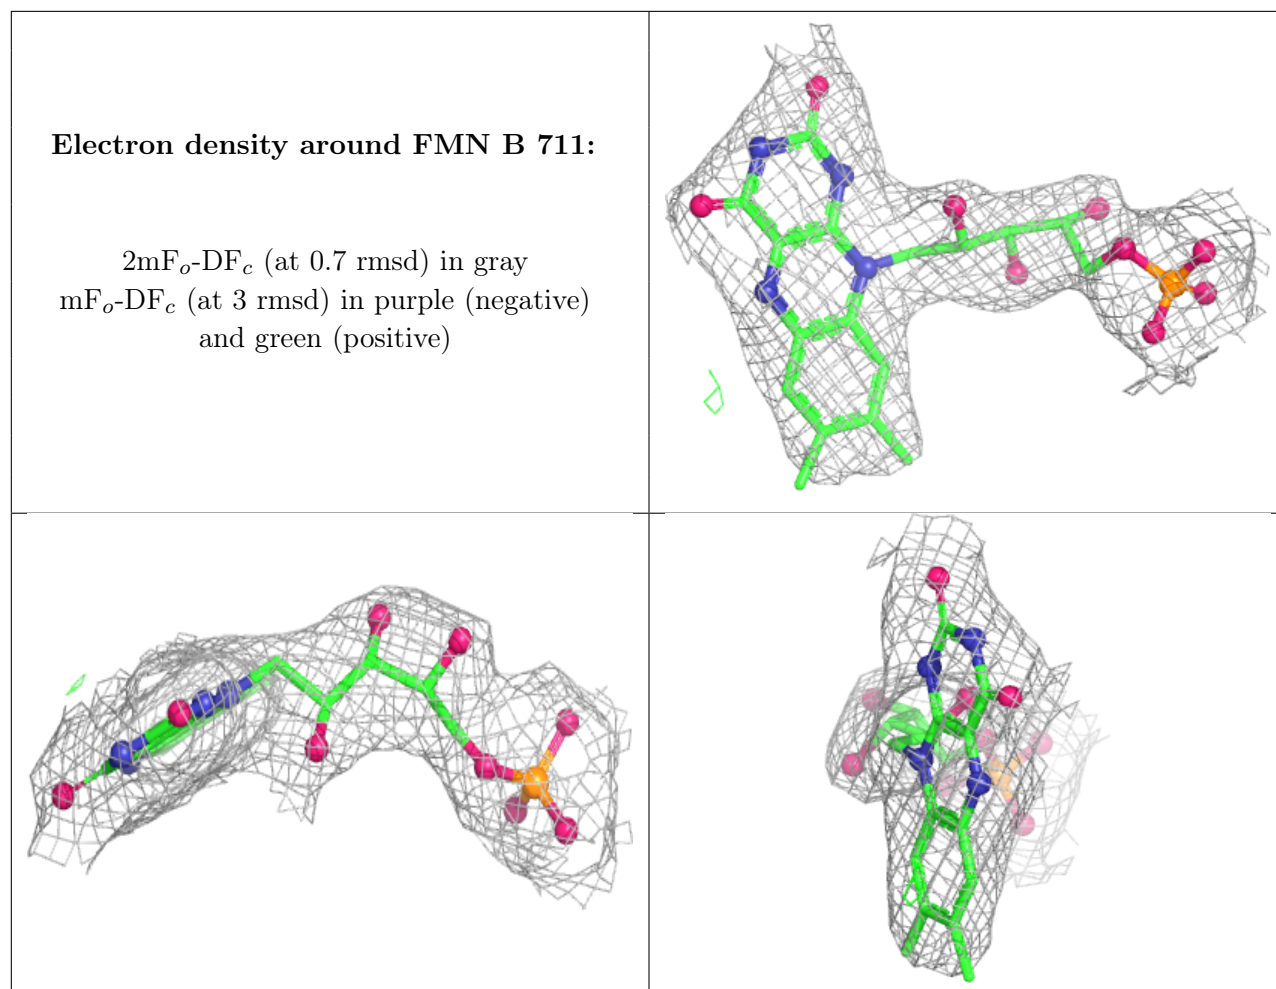 Electron density around FMN B 711:
2mFₒ-DF𝒸 (at 0.7 rmsd) in gray
mFₒ-DF𝒸 (at 3 rmsd) in purple (negative)
and green (positive)